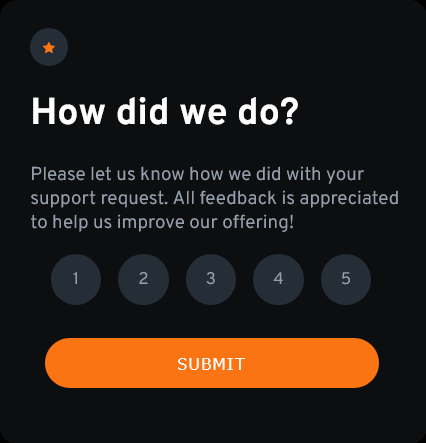 How did we do?
Please let us know how we did with your
support request. All feedback is appreciated
to help us improve our offering!
1 2 3 4 5
SUBMIT